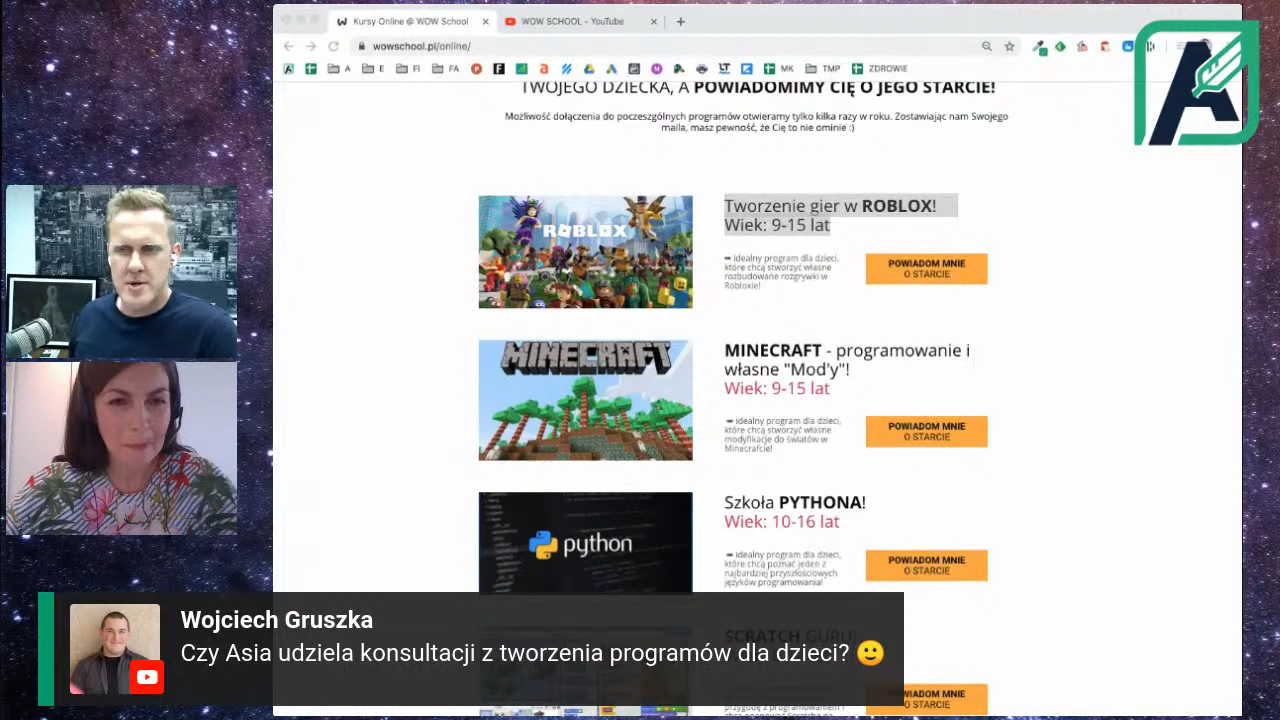 Kursy Online @ WOW School
WOW SCHOOL - YouTube
wowschool.pl/online/
A
E
FI
FA
MK
TMP
ZDROWIE
TWOJEGO DZIECKA, A POWIADOMIMY CIĘ O JEGO STARCIE!
Możliwość dołączenia do poczeszególnych programów otwieramy tylko kilka razy w roku. Zostawiając nam Swojego
maila, masz pewność, że Cię to nie ominie :)
ROBLOX
Tworzenie gier w ROBLOX!
Wiek: 9-15 lat
➡ idealny program dla dzieci,
które chcą stworzyć własne
rozbudowane rozgrywki w
Robloxie!
POWIADOM MNIE
O STARCIE
MINECRAFT
MINECRAFT - programowanie i
własne "Mod'y"!
Wiek: 9-15 lat
➡ idealny program dla dzieci,
które chcą stworzyć własne
modyfikacje do światów w
Minecrafcie!
POWIADOM MNIE
O STARCIE
python
Szkoła PYTHONA!
Wiek: 10-16 lat
➡ idealny program dla dzieci,
które chcą poznać jeden z
najbardziej przyszłościowych
języków programowania!
POWIADOM MNIE
O STARCIE
SCRATCH GURU!
POWIADOM MNIE
O STARCIE
Wojciech Gruszka
Czy Asia udziela konsultacji z tworzenia programów dla dzieci? 🙂